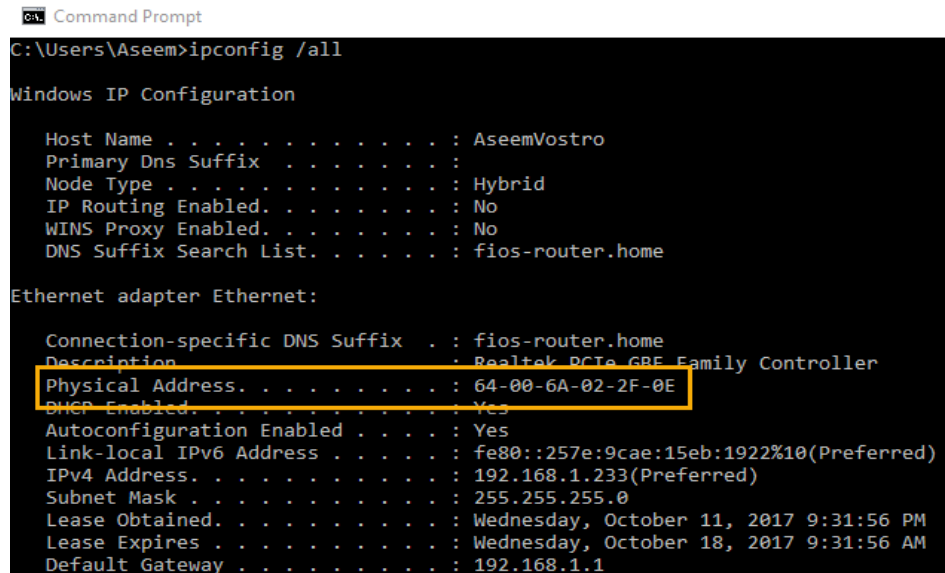 Command Prompt
C:\Users\Aseem>ipconfig /all
Windows IP Configuration
Host Name . . . . . . . . . . . . : AseemVostro
Primary Dns Suffix . . . . . . . :
Node Type . . . . . . . . . . . . : Hybrid
IP Routing Enabled. . . . . . . . : No
WINS Proxy Enabled. . . . . . . . : No
DNS Suffix Search List. . . . . . : fios-router.home
Ethernet adapter Ethernet:
Connection-specific DNS Suffix . : fios-router.home
Description . . . . . . . . . . . : Realtek PCIe GBE Family Controller
Physical Address. . . . . . . . . : 64-00-6A-02-2F-0E
DHCP Enabled. . . . . . . . . . . : Yes
Autoconfiguration Enabled . . . . : Yes
Link-local IPv6 Address . . . . . : fe80::257e:9cae:15eb:1922%10(Preferred)
IPv4 Address. . . . . . . . . . . : 192.168.1.233(Preferred)
Subnet Mask . . . . . . . . . . . : 255.255.255.0
Lease Obtained. . . . . . . . . . : Wednesday, October 11, 2017 9:31:56 PM
Lease Expires . . . . . . . . . . : Wednesday, October 18, 2017 9:31:56 AM
Default Gateway . . . . . . . . . : 192.168.1.1